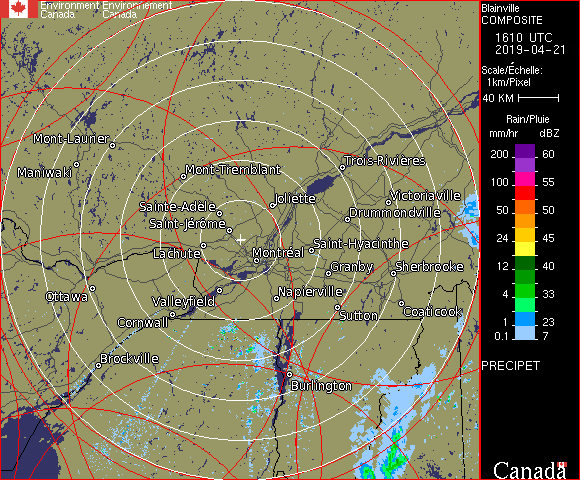 Environment Environnement
Canada Canada
Blainville
COMPOSITE
1610 UTC
2019-04-21
Scale/Échelle:
1km/Pixel
40 KM
Rain/Pluie
mm/hr dBZ
200 60
100 55
50 50
24 45
12 40
4 33
1 23
0.1 7
PRECIPET
Mont-Laurier
Maniwaki
Mont-Tremblant
Trois-Rivières
Joliette
Victoriaville
Sainte-Adèle
Drummondville
Saint-Jérôme
Saint-Hyacinthe
Lachute
Montréal
Granby
Sherbrooke
Ottawa
Valleyfield
Napierville
Sutton
Coaticook
Cornwall
Brockville
Burlington
Canada